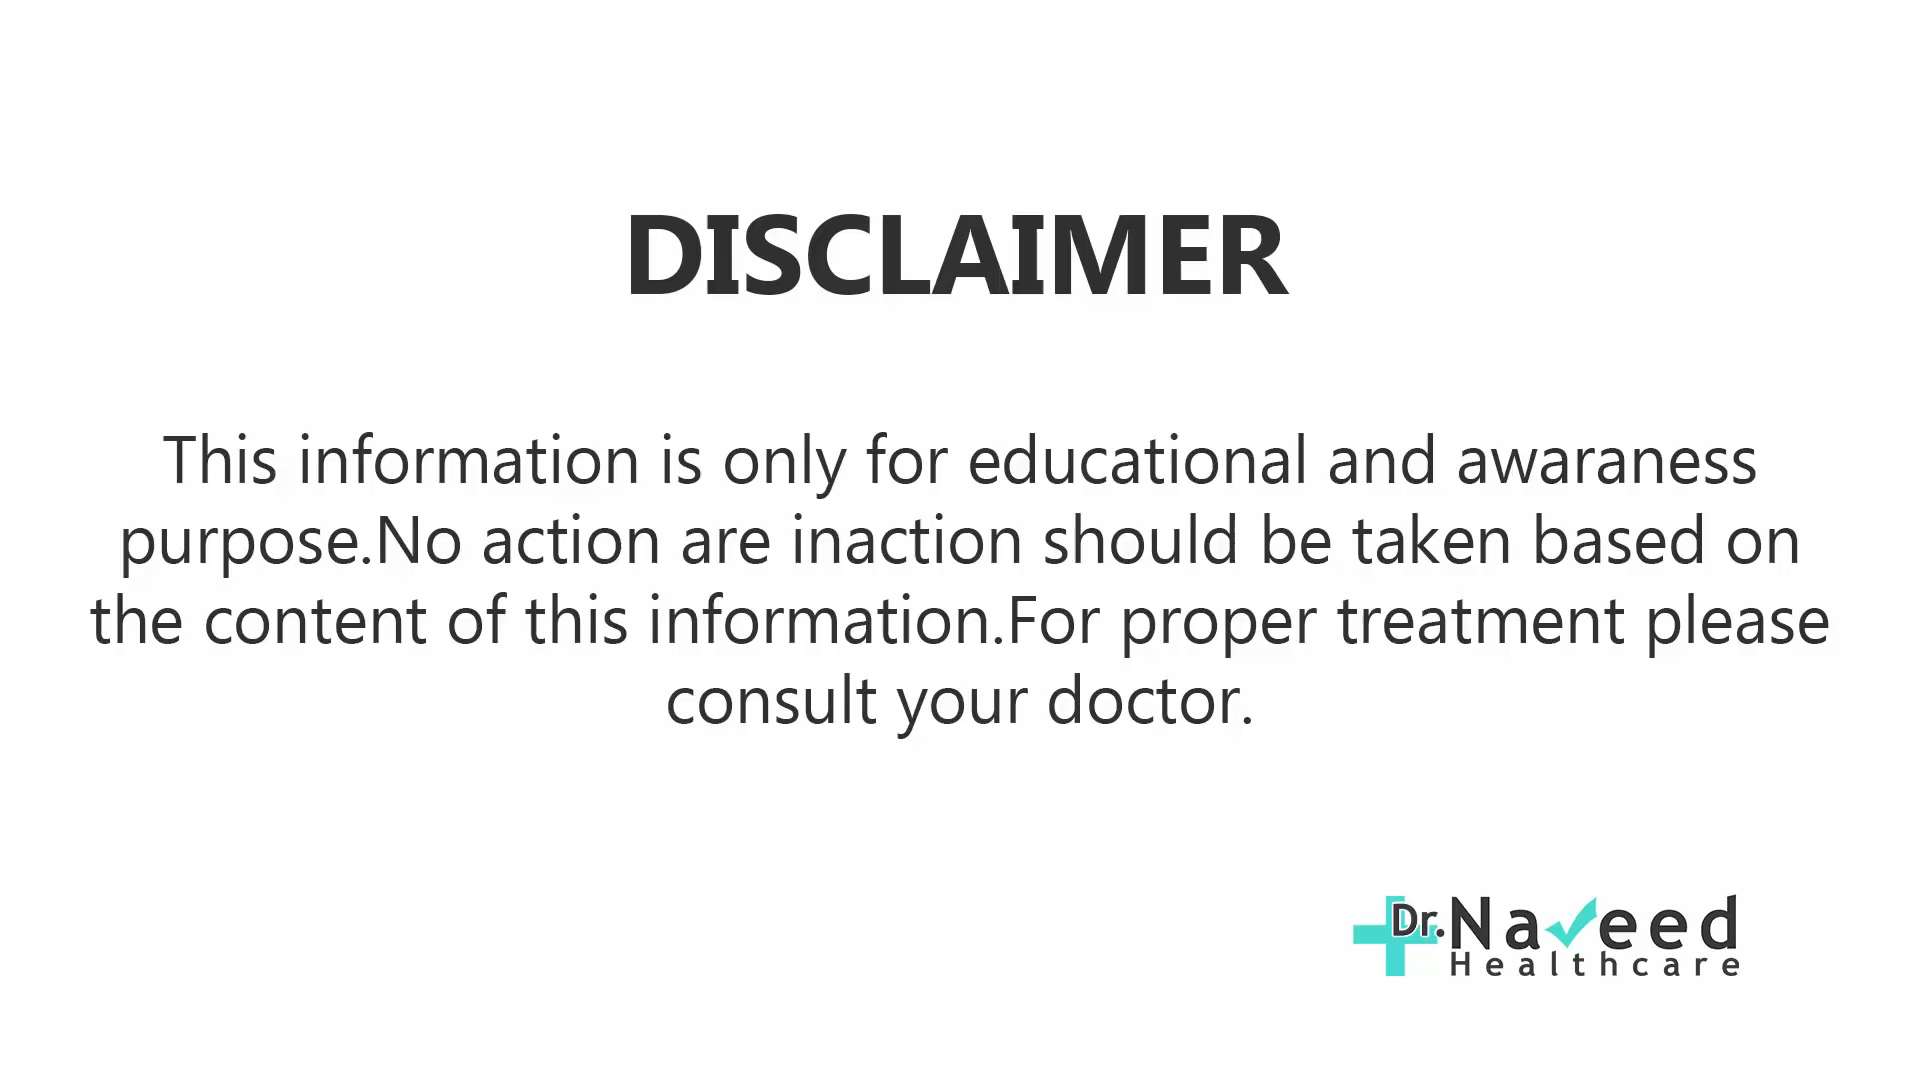 DISCLAIMER
This information is only for educational and awaraness
purpose.No action are inaction should be taken based on
the content of this information.For proper treatment please
consult your doctor.
Dr.Naveed
Healthcare